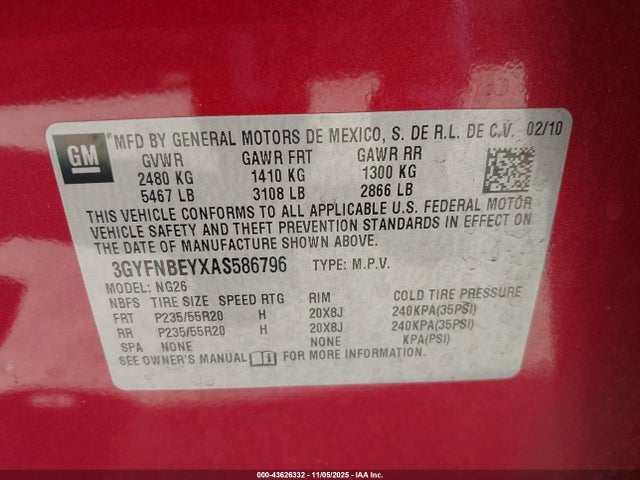 GM
MFD BY GENERAL MOTORS DE MEXICO, S. DE R.L. DE C.V. 02/10
GVWR GAWR FRT GAWR RR
2480 KG 1410 KG 1300 KG
5467 LB 3108 LB 2866 LB
THIS VEHICLE CONFORMS TO ALL APPLICABLE U.S. FEDERAL MOTOR
VEHICLE SAFETY AND THEFT PREVENTION STANDARDS IN EFFECT ON
THE DATE OF MANUFACTURE SHOWN ABOVE.
3GYFNBEYXAS586796 TYPE: M.P.V.
MODEL: NG26
NBFS TIRE SIZE SPEED RTG RIM COLD TIRE PRESSURE
FRT P235/55R20 H 20X8J 240KPA(35PSI)
RR P235/55R20 H 20X8J 240KPA(35PSI)
SPA NONE NONE KPA(PSI)
SEE OWNER'S MANUAL FOR MORE INFORMATION.
000-43626332 - 11/05/2025 - IAA Inc.